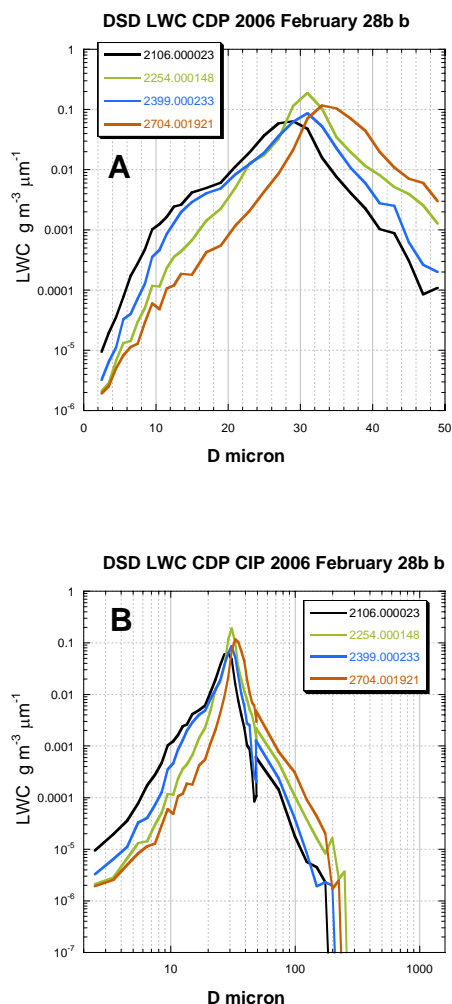 DSD LWC CDP 2006 February 28b b
1
2106.000023
2254.000148
2399.000233
2704.001921
0.1
A
0.01
LWC g m-3 µm-1
0.001
0.0001
10-5
10-6
0 10 20 30 40 50
D micron
DSD LWC CDP CIP 2006 February 28b b
1
B
2106.000023
2254.000148
2399.000233
2704.001921
0.1
0.01
LWC g m-3 µm-1
0.001
0.0001
10-5
10-6
10-7
10 100 1000
D micron